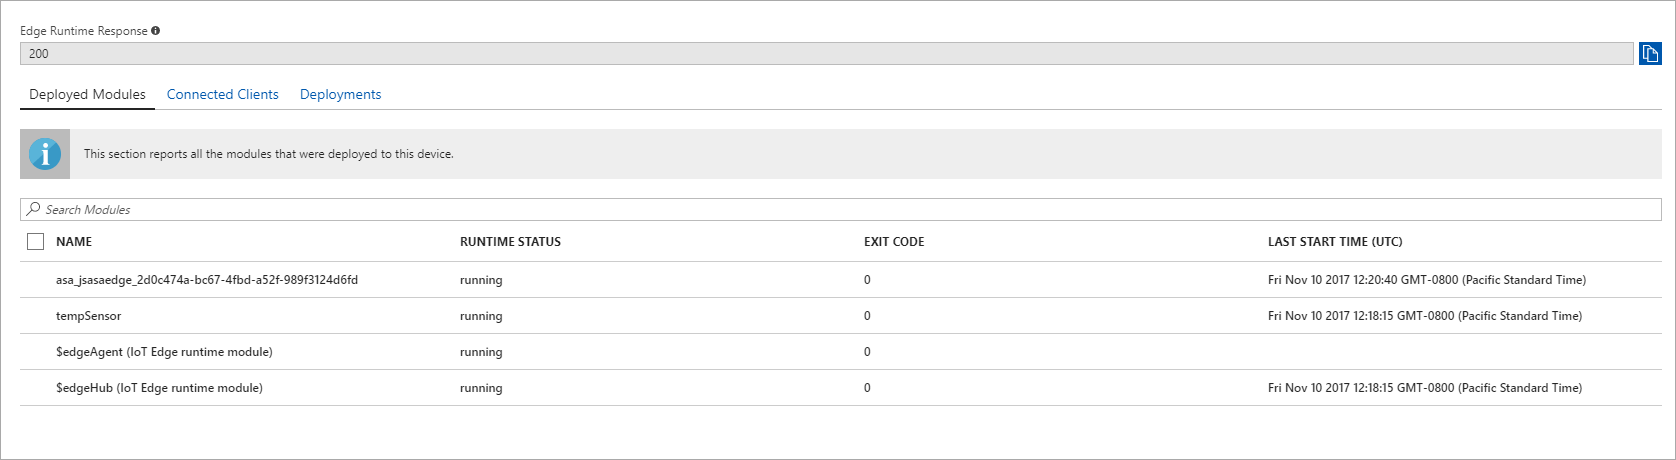 Edge Runtime Response
200
Deployed Modules Connected Clients Deployments
This section reports all the modules that were deployed to this device.
Search Modules
NAME RUNTIME STATUS EXIT CODE LAST START TIME (UTC)
asa_jsasaedge_2d0c474a-bc67-4fbd-a52f-989f3124d6fd running 0 Fri Nov 10 2017 12:20:40 GMT-0800 (Pacific Standard Time)
tempSensor running 0 Fri Nov 10 2017 12:18:15 GMT-0800 (Pacific Standard Time)
$edgeAgent (IoT Edge runtime module) running 0
$edgeHub (IoT Edge runtime module) running 0 Fri Nov 10 2017 12:18:15 GMT-0800 (Pacific Standard Time)